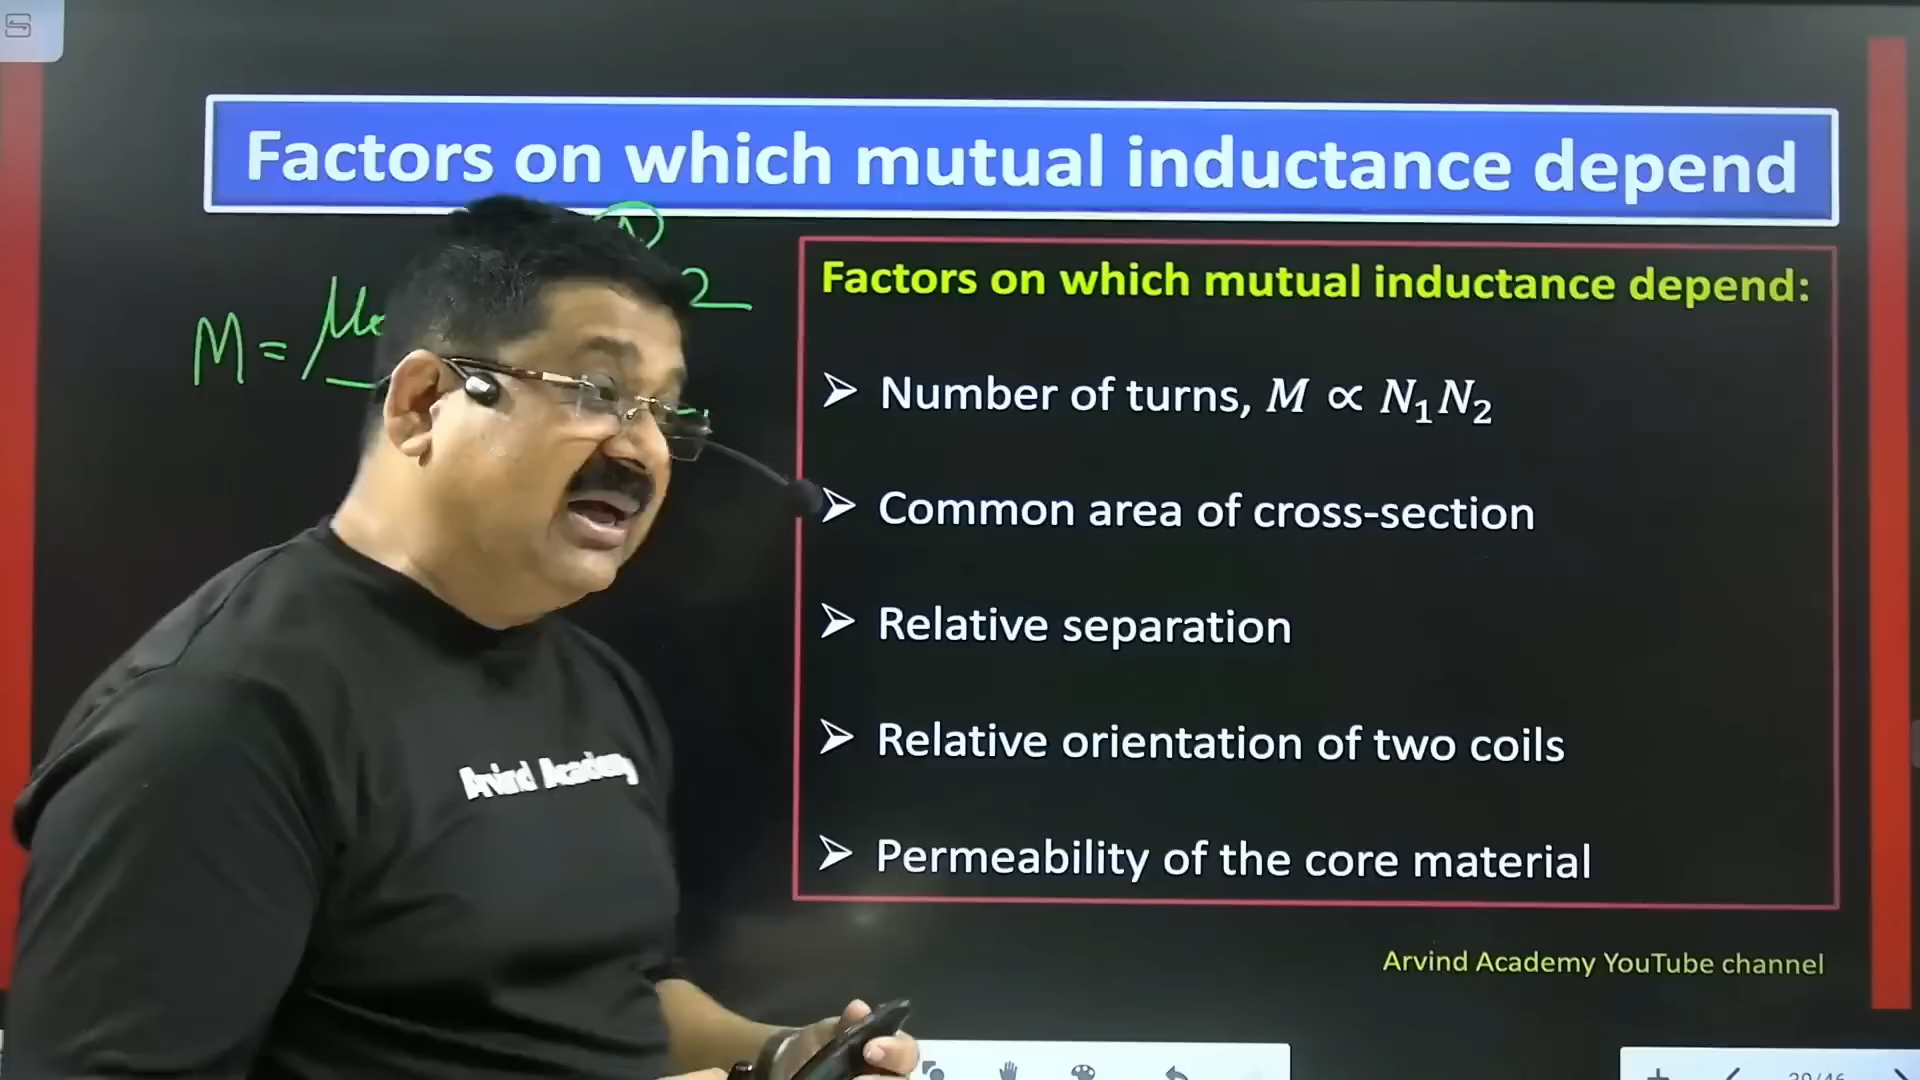 Factors on which mutual inductance depend
M = μ
2
Factors on which mutual inductance depend:
➢ Number of turns, M ∝ N₁N₂
➢ Common area of cross-section
➢ Relative separation
➢ Relative orientation of two coils
➢ Permeability of the core material
Arvind Academy
Arvind Academy YouTube channel